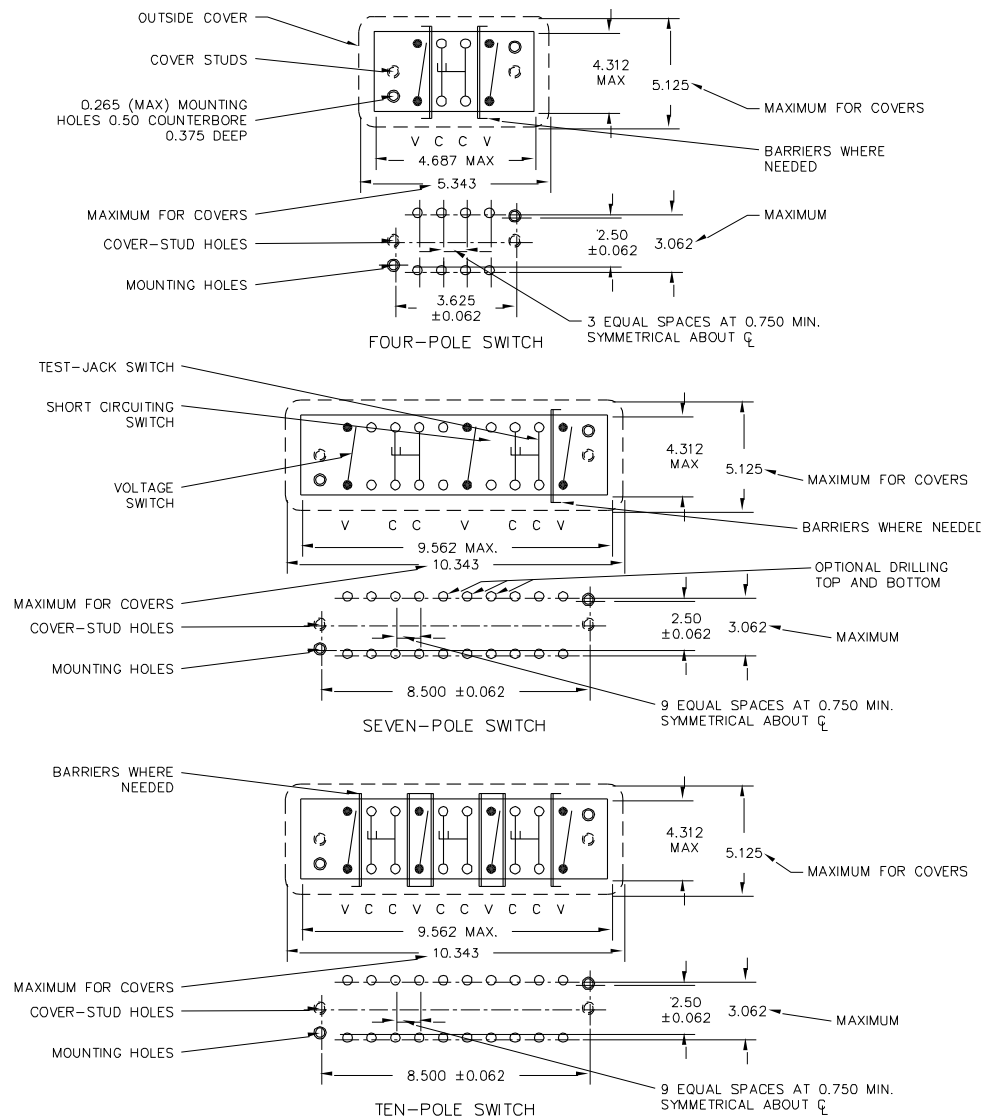 OUTSIDE COVER
COVER STUDS
0.265 (MAX) MOUNTING
HOLES 0.50 COUNTERBORE
0.375 DEEP
4.312
MAX
5.125
MAXIMUM FOR COVERS
BARRIERS WHERE
NEEDED
V C C V
4.687 MAX
5.343
MAXIMUM FOR COVERS
COVER-STUD HOLES
MOUNTING HOLES
2.50
±0.062
3.062
MAXIMUM
3.625
±0.062
3 EQUAL SPACES AT 0.750 MIN.
SYMMETRICAL ABOUT ℄
FOUR-POLE SWITCH
TEST-JACK SWITCH
SHORT CIRCUITING
SWITCH
VOLTAGE
SWITCH
4.312
MAX
5.125
MAXIMUM FOR COVERS
BARRIERS WHERE NEEDED
V C C V C C V
9.562 MAX.
10.343
OPTIONAL DRILLING
TOP AND BOTTOM
MAXIMUM FOR COVERS
COVER-STUD HOLES
MOUNTING HOLES
2.50
±0.062
3.062
MAXIMUM
8.500 ±0.062
9 EQUAL SPACES AT 0.750 MIN.
SYMMETRICAL ABOUT ℄
SEVEN-POLE SWITCH
BARRIERS WHERE
NEEDED
4.312
MAX
5.125
MAXIMUM FOR COVERS
V C C V C C V C C V
9.562 MAX.
10.343
MAXIMUM FOR COVERS
COVER-STUD HOLES
MOUNTING HOLES
2.50
±0.062
3.062
MAXIMUM
8.500 ±0.062
9 EQUAL SPACES AT 0.750 MIN.
SYMMETRICAL ABOUT ℄
TEN-POLE SWITCH